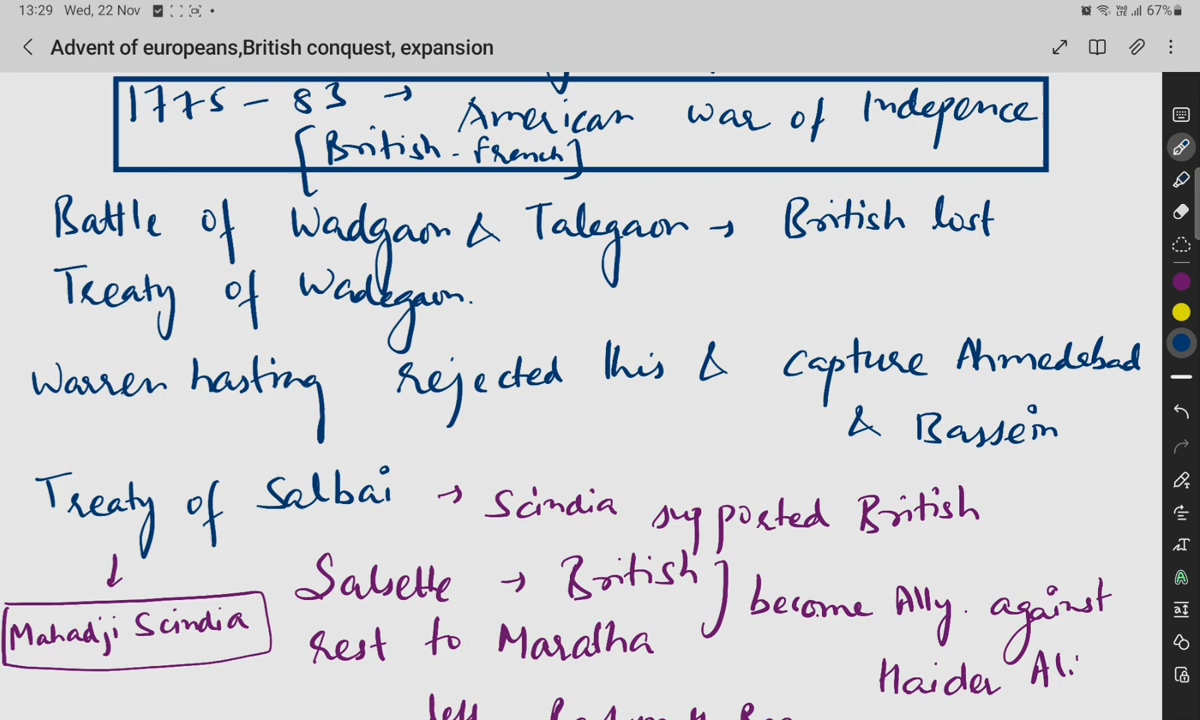 13:29 Wed, 22 Nov 67%
Advent of europeans,British conquest, expansion
1775 - 83 → American war of Indepence
[British - french]
Battle of Wadgaon & Talegaon → British lost
Treaty of Wadegaon.
Warren hasting rejected this & capture Ahmedabad
& Bassein
Treaty of Salbai → Scindia supported British
Salsette → British ] become Ally. against
Mahadji Scindia rest to Maratha Haider Ali